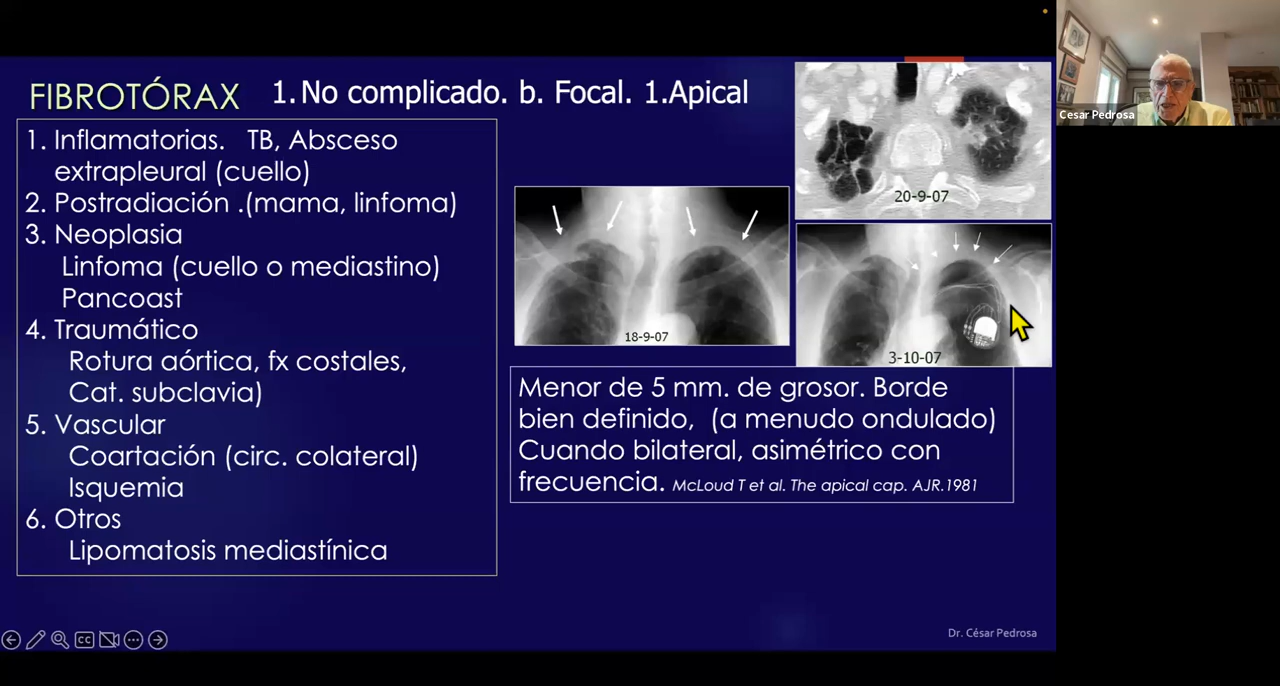 FIBROTÓRAX
1. No complicado. b. Focal. 1.Apical
1. Inflamatorias. TB, Absceso
extrapleural (cuello)
2. Postradiación .(mama, linfoma)
3. Neoplasia
Linfoma (cuello o mediastino)
Pancoast
4. Traumático
Rotura aórtica, fx costales,
Cat. subclavia)
5. Vascular
Coartación (circ. colateral)
Isquemia
6. Otros
Lipomatosis mediastínica
18-9-07
20-9-07
3-10-07
Menor de 5 mm. de grosor. Borde
bien definido, (a menudo ondulado)
Cuando bilateral, asimétrico con
frecuencia. McLoud T et al. The apical cap. AJR.1981
Dr. César Pedrosa
CC
Cesar Pedrosa